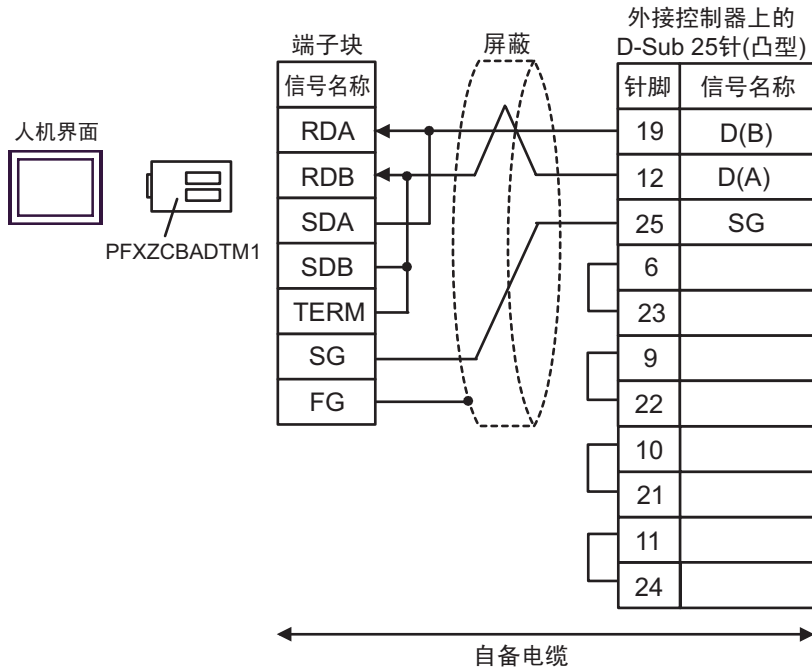 外接控制器上的
D-Sub 25针(凸型)
端子块
屏蔽
信号名称
针脚 信号名称
RDA 19 D(B)
人机界面
RDB 12 D(A)
SDA 25 SG
PFXZCBADTM1
SDB 6
TERM 23
SG 9
FG 22
10
21
11
24
自备电缆